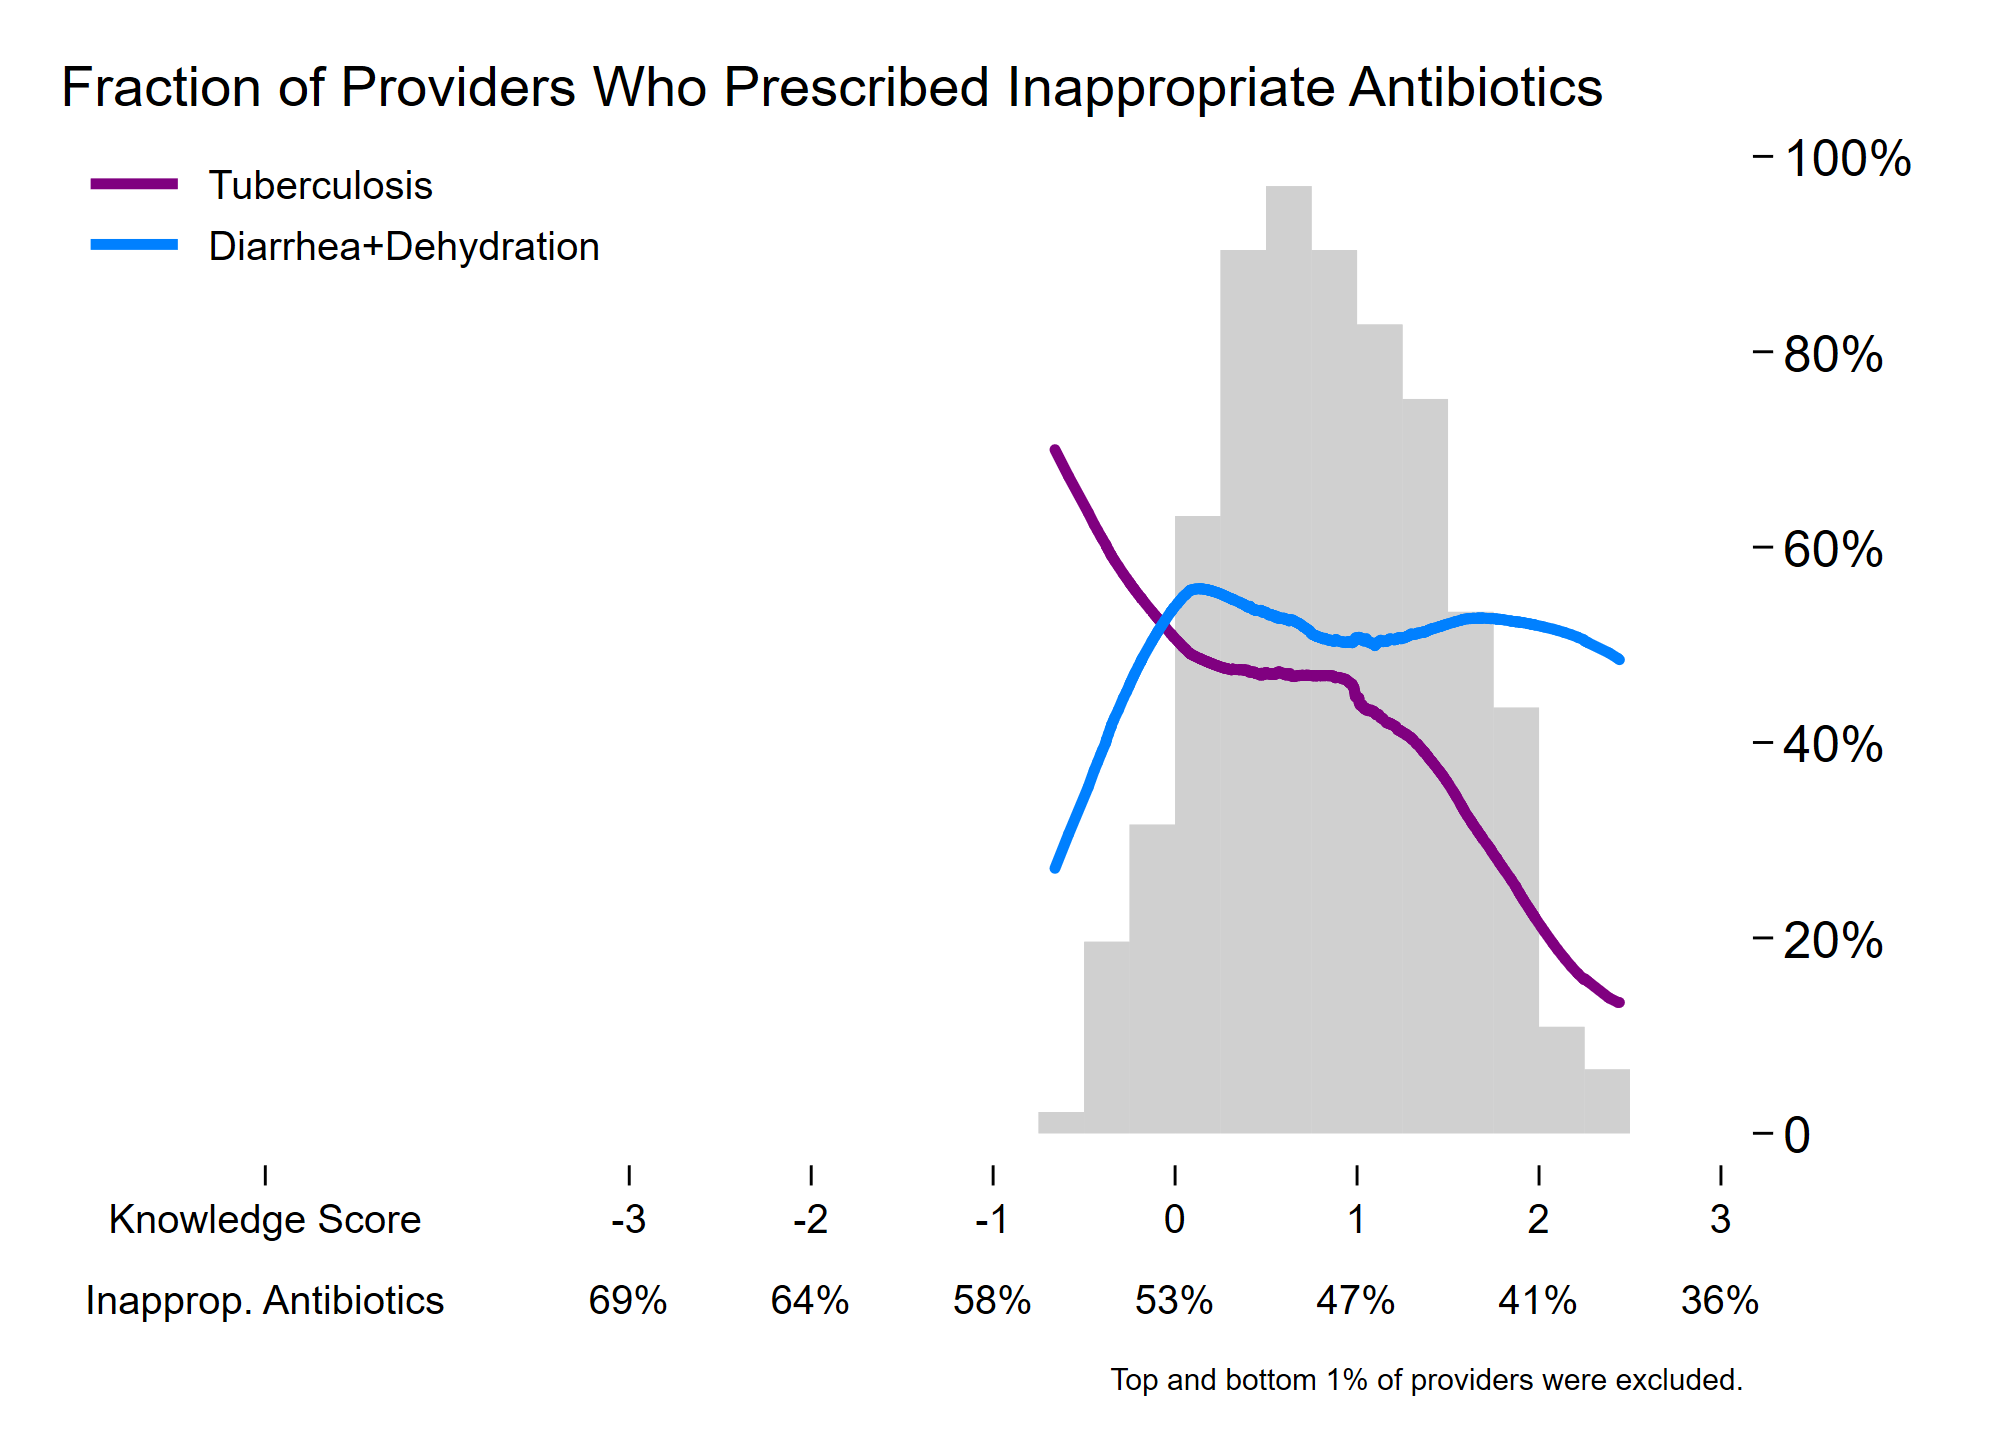 Fraction of Providers Who Prescribed Inappropriate Antibiotics
Tuberculosis
Diarrhea+Dehydration
100%
80%
60%
40%
20%
0
Knowledge Score -3 -2 -1 0 1 2 3
Inapprop. Antibiotics 69% 64% 58% 53% 47% 41% 36%
Top and bottom 1% of providers were excluded.